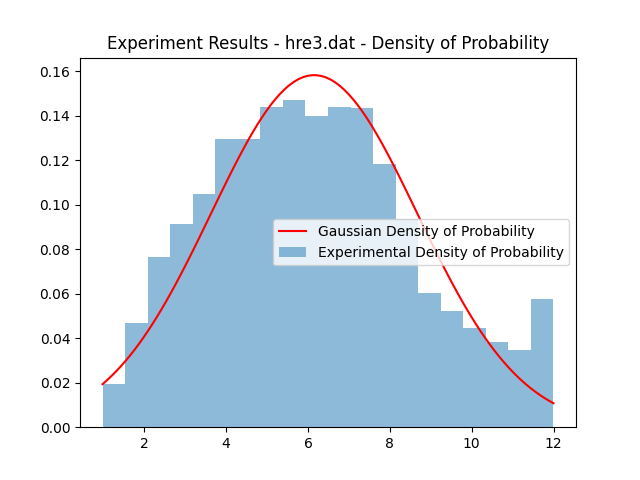 Experiment Results - hre3.dat - Density of Probability
0.16
0.14
0.12
0.10
0.08
0.06
0.04
0.02
0.00
Gaussian Density of Probability
Experimental Density of Probability
2 4 6 8 10 12